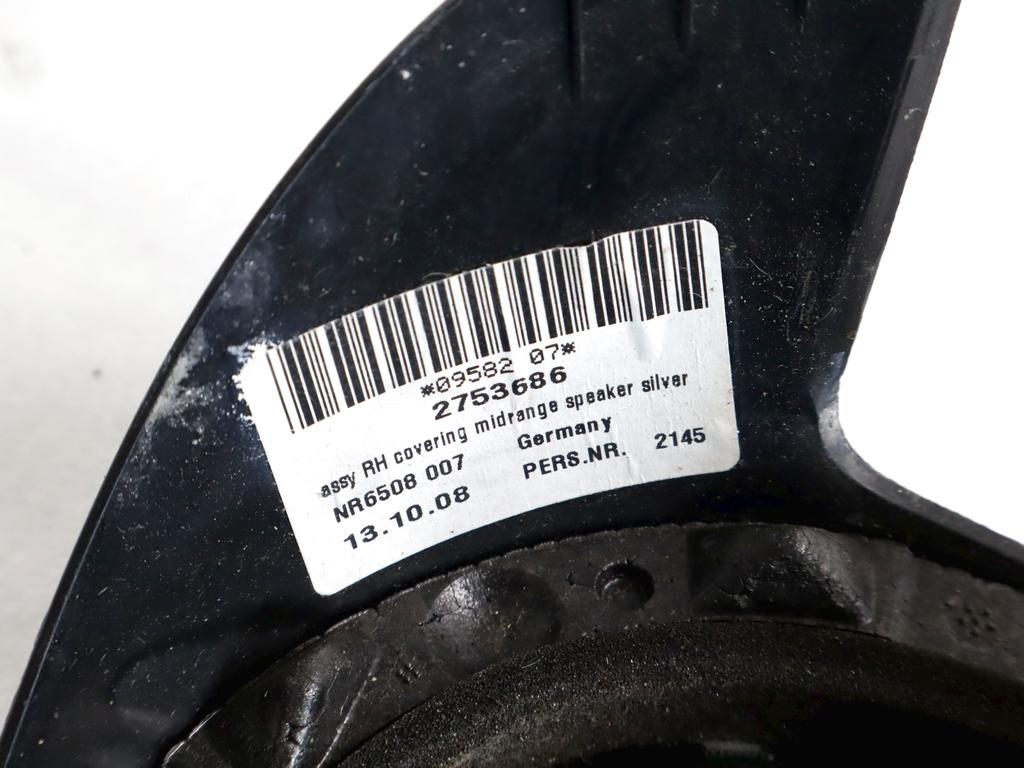 *09582 07*
2753686
assy RH covering midrange speaker silver
NR6508 007 Germany
13.10.08 PERS.NR. 2145